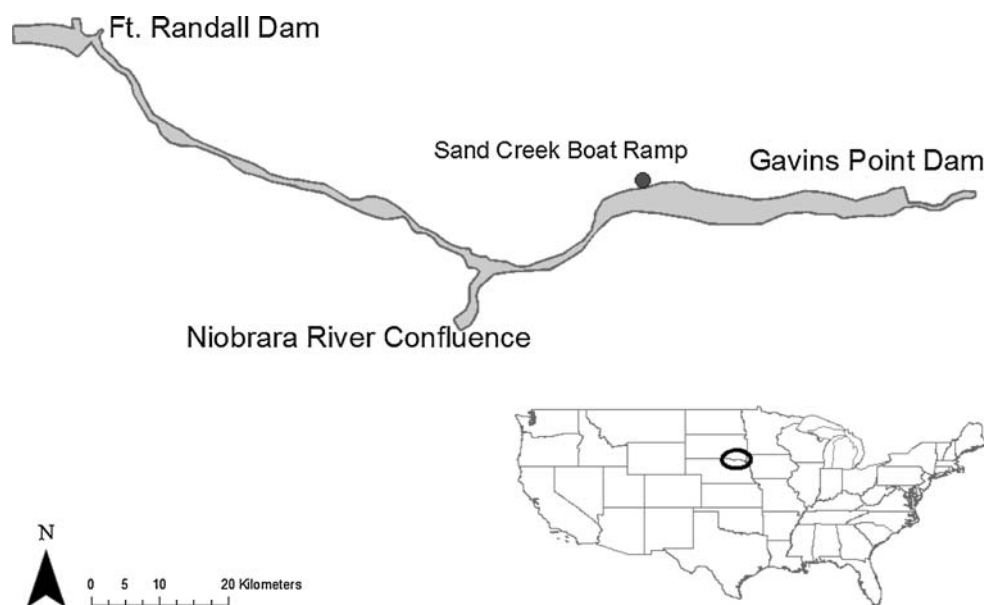 Ft. Randall Dam
Sand Creek Boat Ramp
Gavins Point Dam
Niobrara River Confluence
N
0 5 10 20 Kilometers